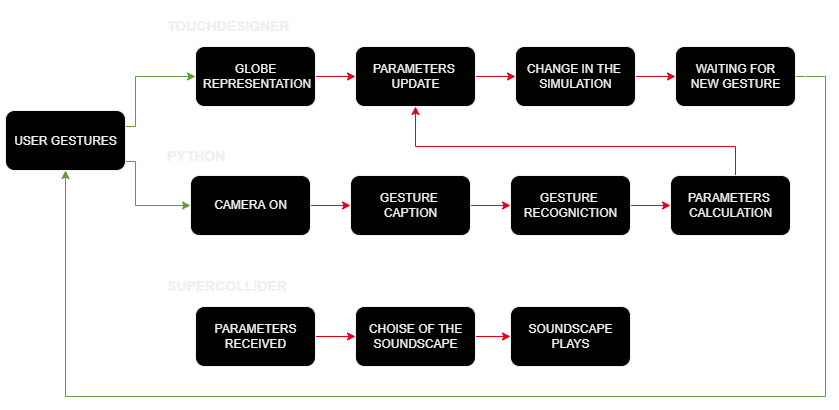 TOUCHDESIGNER
GLOBE
REPRESENTATION
PARAMETERS
UPDATE
CHANGE IN THE
SIMULATION
WAITING FOR
NEW GESTURE
USER GESTURES
PYTHON
CAMERA ON
GESTURE
CAPTION
GESTURE
RECOGNICTION
PARAMETERS
CALCULATION
SUPERCOLLIDER
PARAMETERS
RECEIVED
CHOISE OF THE
SOUNDSCAPE
SOUNDSCAPE
PLAYS